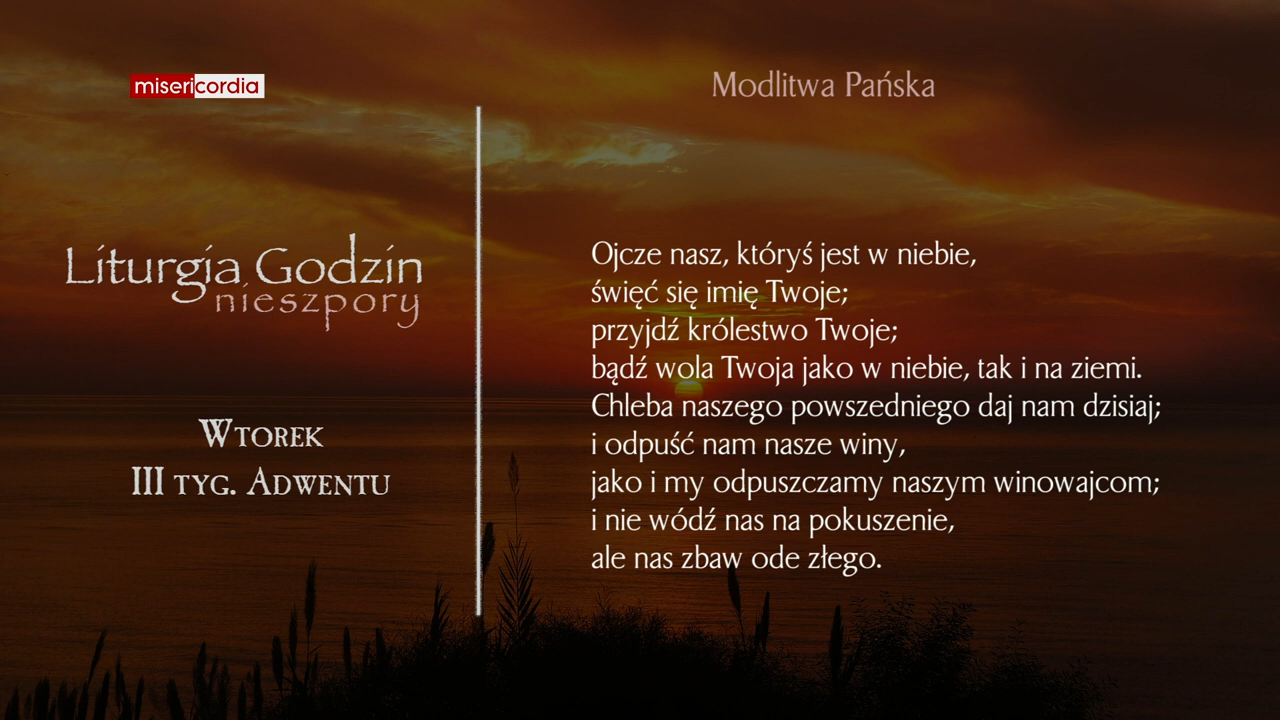 misericordia
Liturgia Godzin
nieszpory
Wtorek
III tyg. Adwentu
Modlitwa Pańska
Ojcze nasz, któryś jest w niebie,
święć się imię Twoje;
przyjdź królestwo Twoje;
bądź wola Twoja jako w niebie, tak i na ziemi.
Chleba naszego powszedniego daj nam dzisiaj;
i odpuść nam nasze winy,
jako i my odpuszczamy naszym winowajcom;
i nie wódź nas na pokuszenie,
ale nas zbaw ode złego.